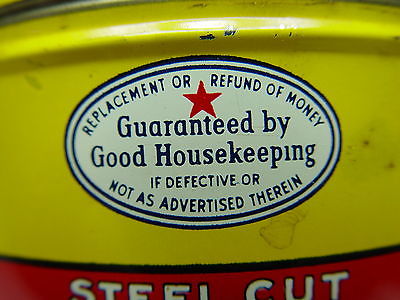 REPLACEMENT OR REFUND OF MONEY
Guaranteed by
Good Housekeeping
IF DEFECTIVE OR
NOT AS ADVERTISED THEREIN
STEEL CUT